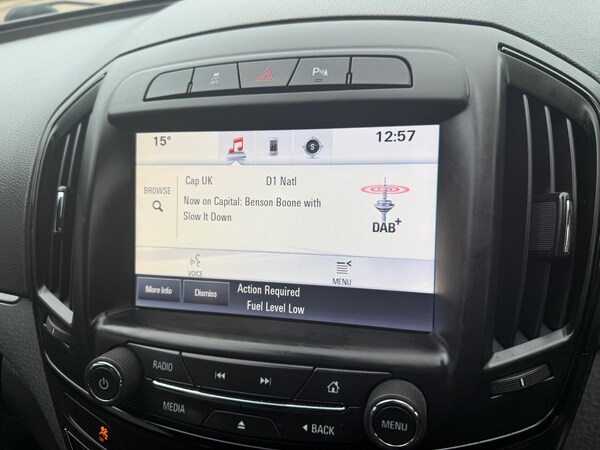 OFF
P
15°
S
12:57
Cap UK
D1 Natl
BROWSE
Now on Capital: Benson Boone with
Slow It Down
DAB+
VOICE
MENU
More Info
Dismiss
Action Required
Fuel Level Low
RADIO
MEDIA
BACK
MENU